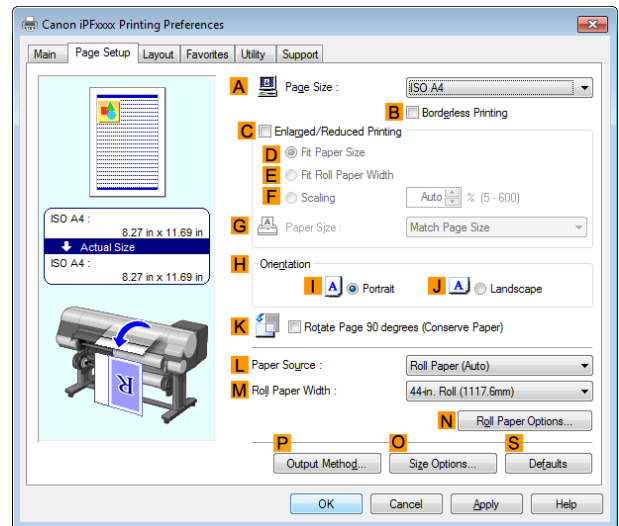 Canon iPFxxxx Printing Preferences
Main Page Setup Layout Favorites Utility Support
A Page Size : ISO A4
B Borderless Printing
C Enlarged/Reduced Printing
D Fit Paper Size
E Fit Roll Paper Width
F Scaling Auto % (5 - 600)
G Paper Size : Match Page Size
ISO A4 :
8.27 in x 11.69 in
Actual Size
ISO A4 :
8.27 in x 11.69 in
H Orientation
I A Portrait J A Landscape
K Rotate Page 90 degrees (Conserve Paper)
R
L Paper Source : Roll Paper (Auto)
M Roll Paper Width : 44-in. Roll (1117.6mm)
N Roll Paper Options...
P O S
Output Method... Size Options... Defaults
OK Cancel Apply Help